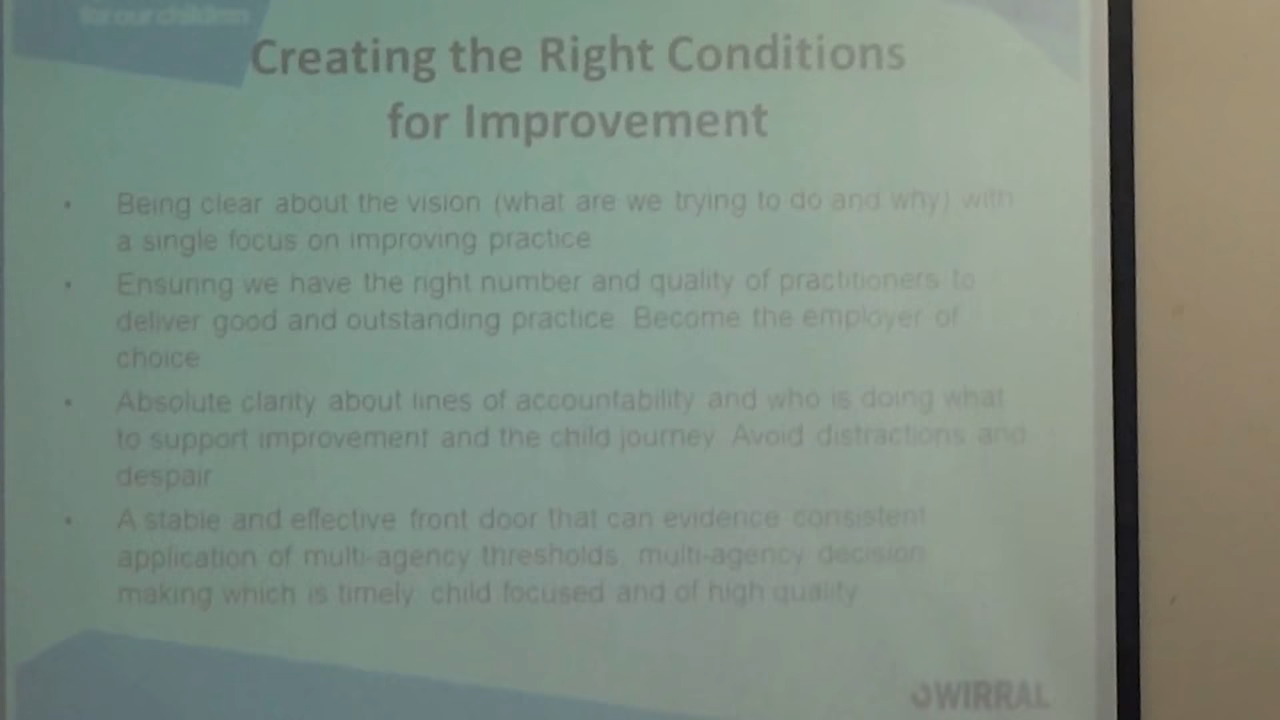 for our children
Creating the Right Conditions
for Improvement
• Being clear about the vision (what are we trying to do and why) with
a single focus on improving practice
• Ensuring we have the right number and quality of practitioners to
deliver good and outstanding practice. Become the employer of
choice
• Absolute clarity about lines of accountability and who is doing what
to support improvement and the child journey. Avoid distractions and
despair
• A stable and effective front door that can evidence consistent
application of multi-agency thresholds, multi-agency decision
making which is timely, child focused and of high quality
WIRRAL